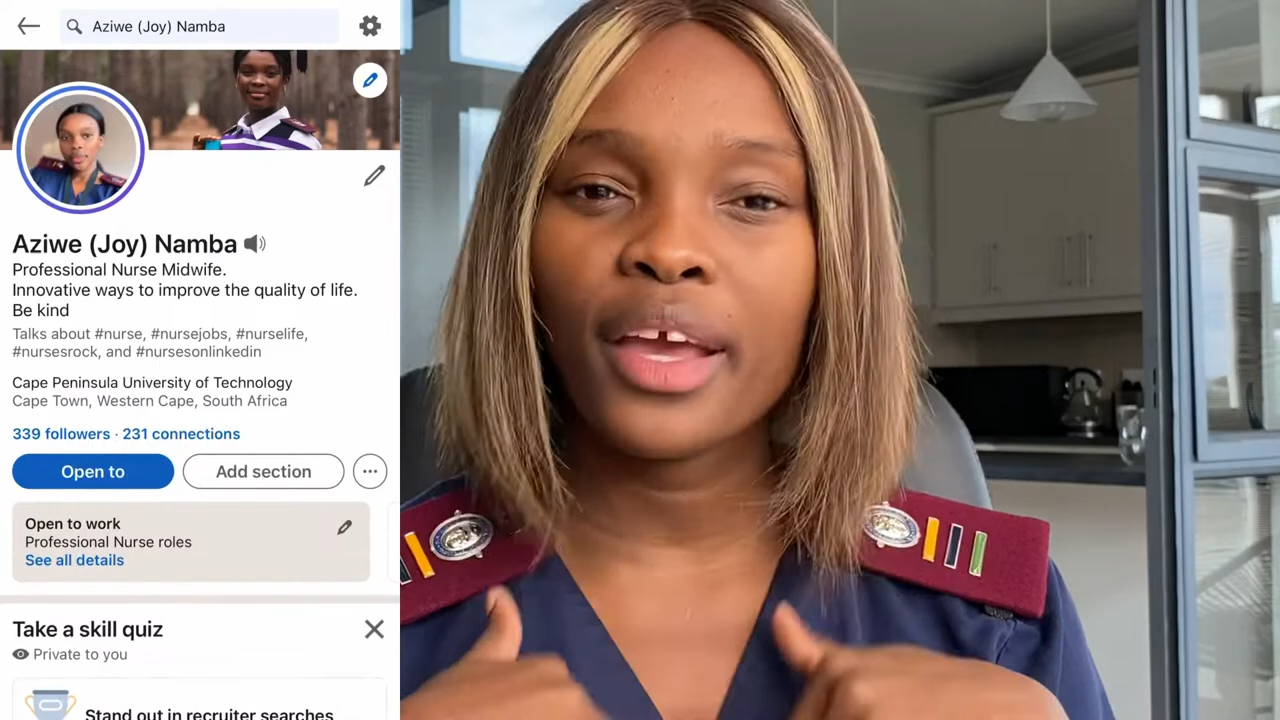 Aziwe (Joy) Namba
Aziwe (Joy) Namba
Professional Nurse Midwife.
Innovative ways to improve the quality of life.
Be kind
Talks about #nurse, #nursejobs, #nurselife,
#nursesrock, and #nursesonlinkedin
Cape Peninsula University of Technology
Cape Town, Western Cape, South Africa
339 followers · 231 connections
Open to
Add section
Open to work
Professional Nurse roles
See all details
Take a skill quiz
Private to you
Stand out in recruiter searches